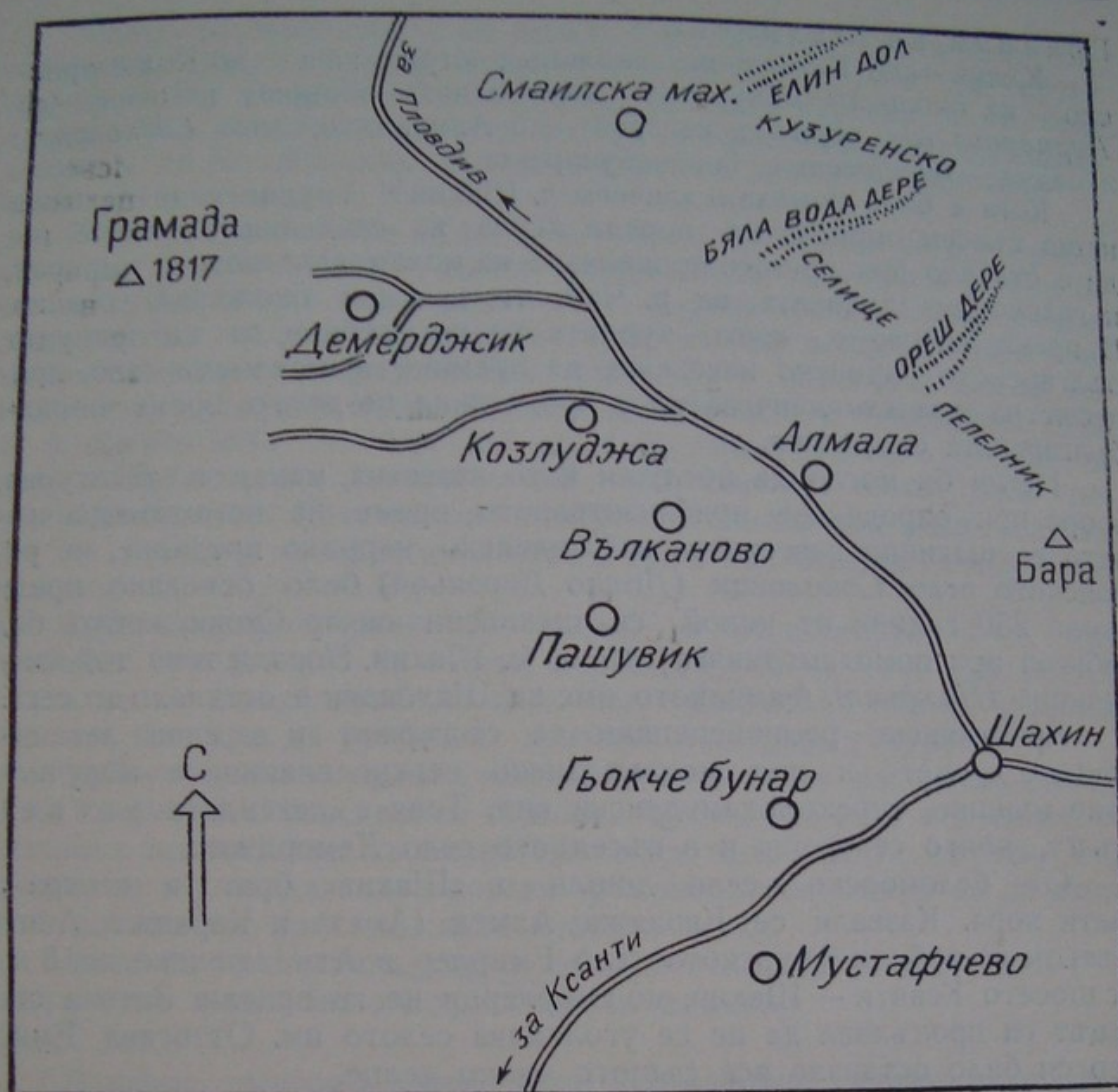 за Пловдив
Смаилска мах.
ЕЛИН ДОЛ
КУЗУРЕНСКО
БЯЛА ВОДА ДЕРЕ
СЕЛИЩЕ
ОРЕШ ДЕРЕ
ПЕПЕЛНИК
Грамада
△ 1817
Демерджик
Козлуджа
Алмала
Вълканово
Бара
Пашувик
Шахин
С
Гьокче бунар
за Ксанти
Мустафчево